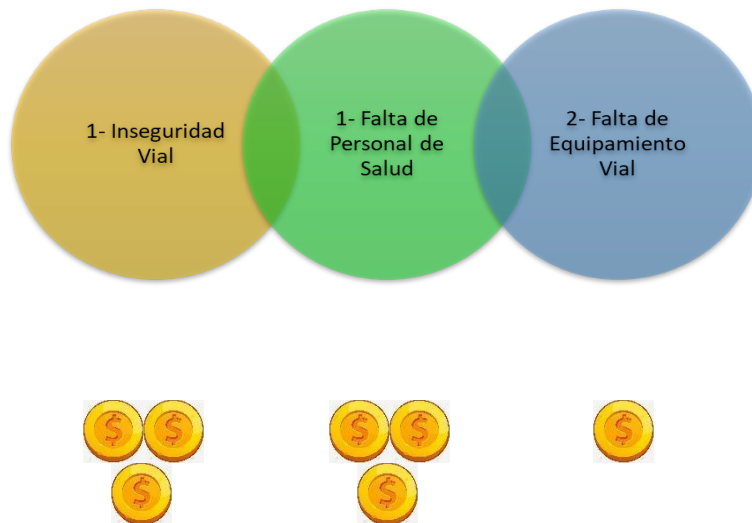 1- Inseguridad
Vial
1- Falta de
Personal de
Salud
2- Falta de
Equipamiento
Vial
$ $
$
$ $
$
$